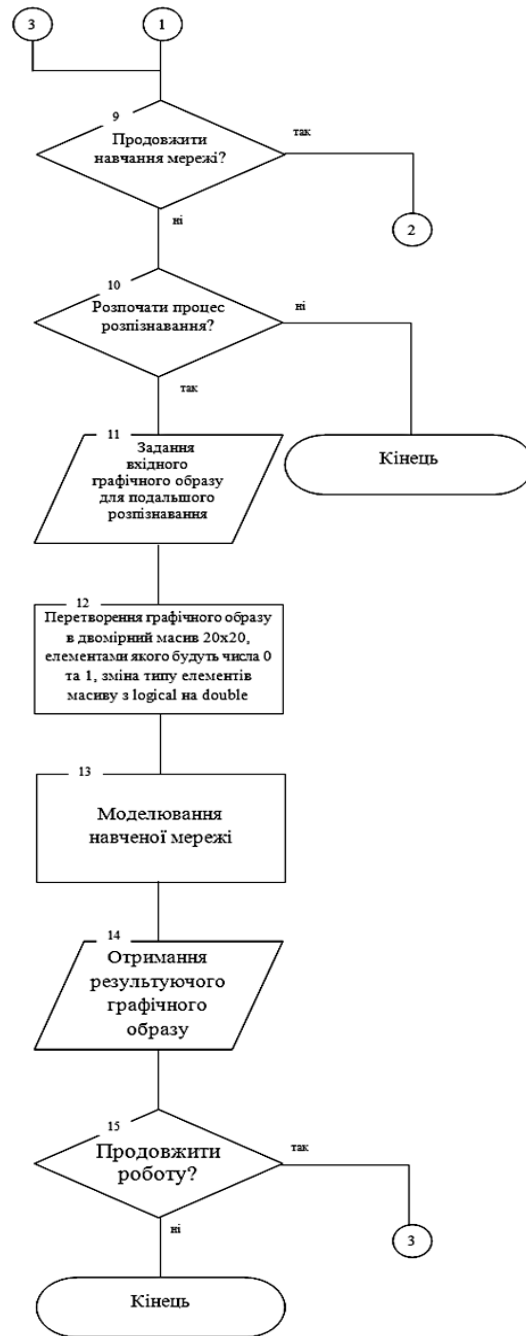 3
1
9
Продовжити
навчання мережі?
так
2
ні
10
Розпочати процес
розпізнавання?
ні
так
11
Задання
вхідного
графічного образу
для подальшого
розпізнавання
Кінець
12
Перетворення графічного образу
в двомірний масив 20х20,
елементами якого будуть числа 0
та 1, зміна типу елементів
масиву з logical на double
13
Моделювання
навченої мережі
14
Отримання
результуючого
графічного
образу
15
Продовжити
роботу?
так
3
ні
Кінець